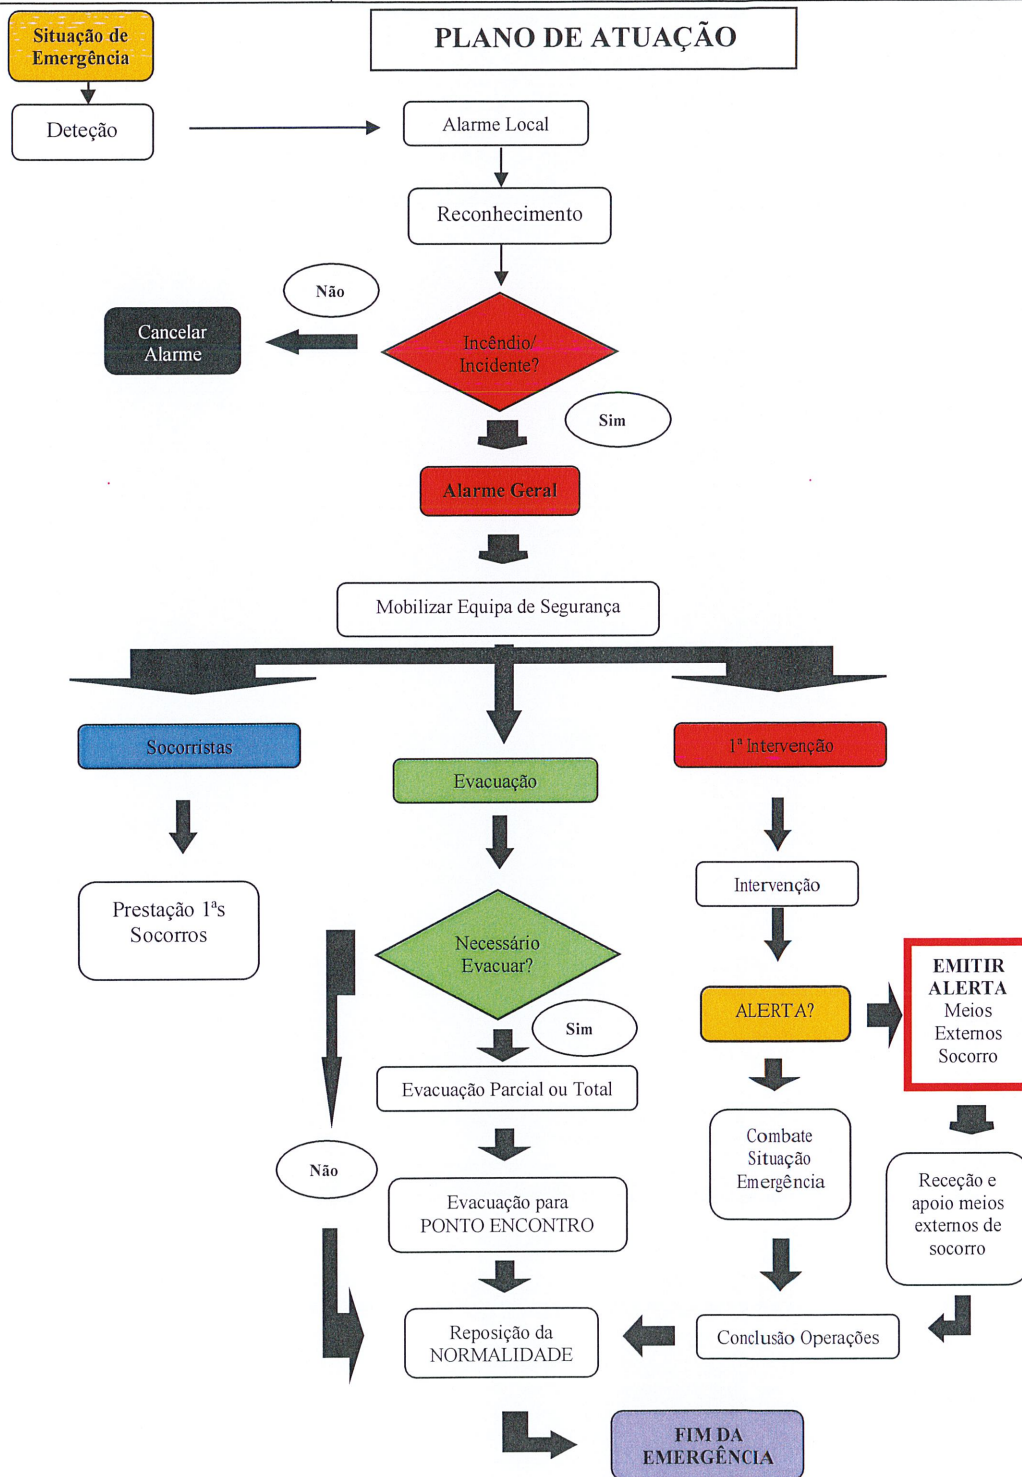 Situação de
Emergência
PLANO DE ATUAÇÃO
Deteção
Alarme Local
Reconhecimento
Não
Cancelar
Alarme
Incêndio/
Incidente?
Sim
Alarme Geral
Mobilizar Equipa de Segurança
Socorristas
1ª Intervenção
Evacuação
Intervenção
Prestação 1ªs
Socorros
Necessário
Evacuar?
EMITIR
ALERTA
Meios
Externos
Socorro
ALERTA?
Sim
Evacuação Parcial ou Total
Combate
Situação
Emergência
Não
Receção e
apoio meios
externos de
socorro
Evacuação para
PONTO ENCONTRO
Reposição da
NORMALIDADE
Conclusão Operações
FIM DA
EMERGÊNCIA